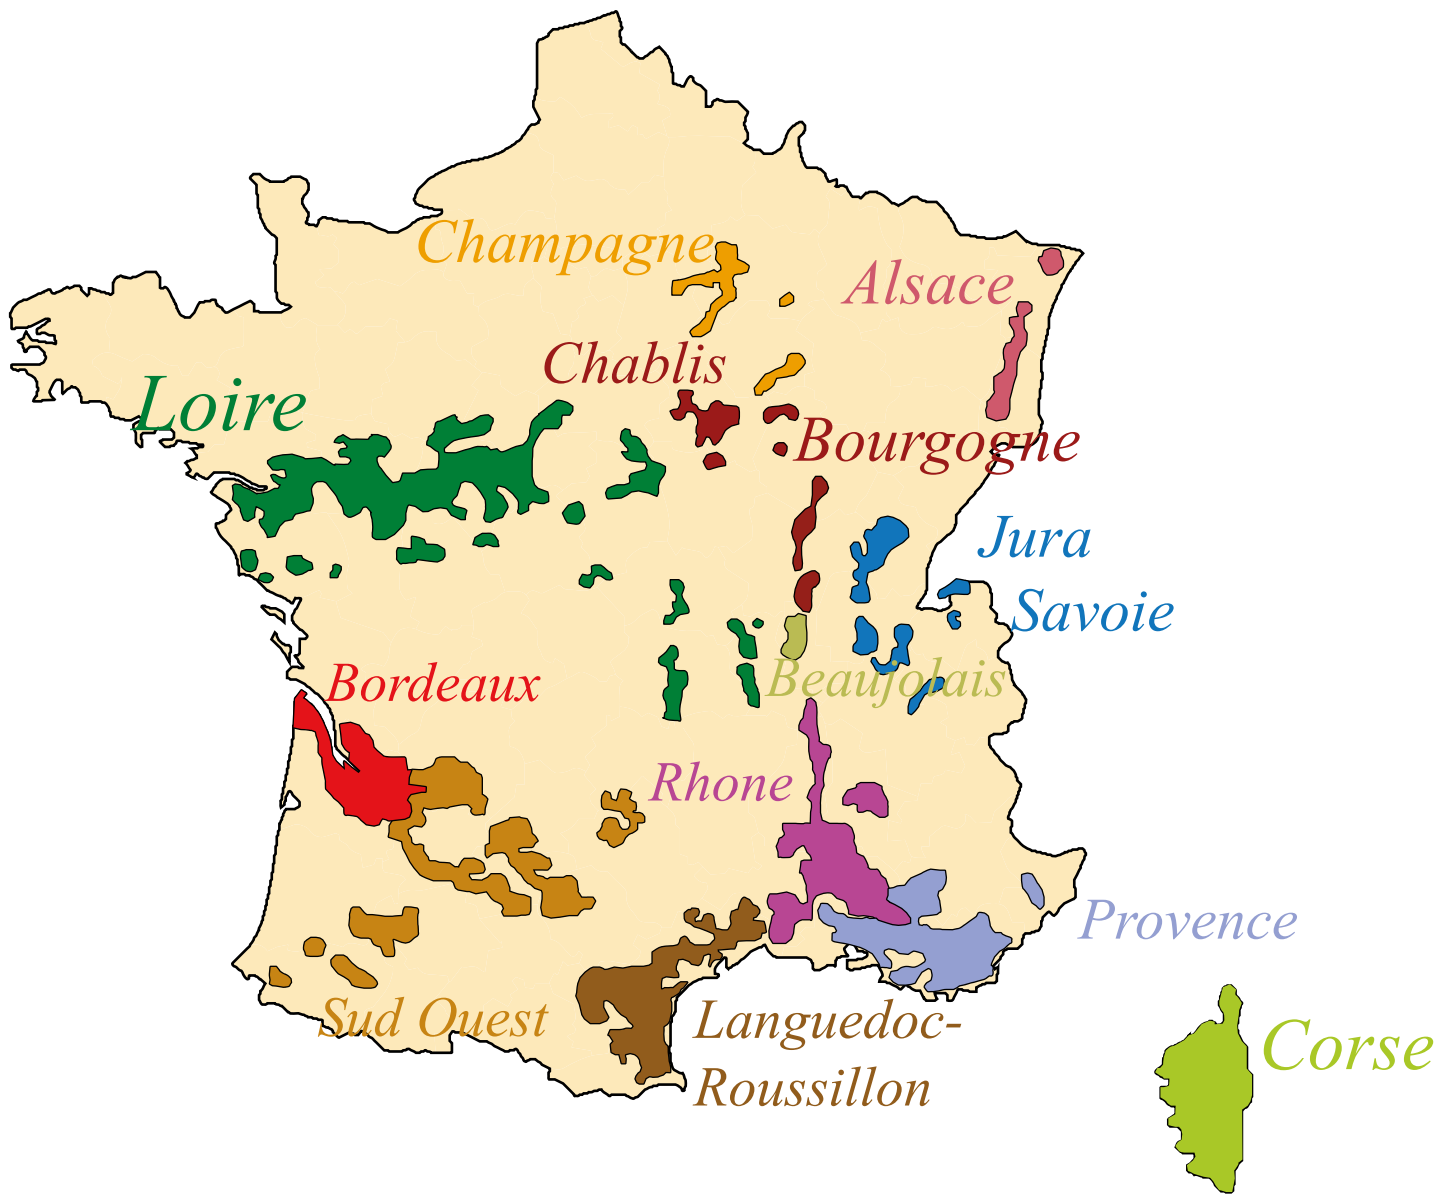 Champagne
Alsace
Chablis
Loire
Bourgogne
Jura
Savoie
Bordeaux
Beaujolais
Rhone
Provence
Sud Ouest
Languedoc-
Roussillon
Corse